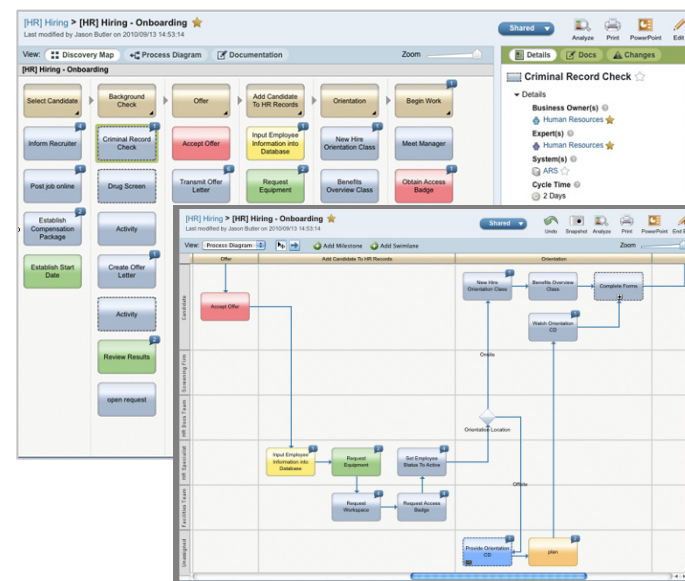 [HR] Hiring > [HR] Hiring - Onboarding
Last modified by Jason Butler on 2010/09/13 14:53:14
Shared
Analyze
Print
PowerPoint
Edit
View:
Discovery Map
Process Diagram
Documentation
Zoom
Details
Docs
Changes
[HR] Hiring - Onboarding
Select Candidate
Background
Check
Offer
Add Candidate
To HR Records
Orientation
Begin Work
Inform Recruiter
Criminal Record
Check
Accept Offer
Input Employee
Information into
Database
New Hire
Orientation Class
Meet Manager
Post job online
Drug Screen
Transmit Offer
Letter
Request
Equipment
Benefits
Overview Class
Obtain Access
Badge
Establish
Compensation
Package
Activity
Establish Start
Date
Create Offer
Letter
Activity
Review Results
open request
Criminal Record Check
Details
Business Owner(s)
Human Resources
Expert(s)
Human Resources
System(s)
ARS
Cycle Time
2 Days
[HR] Hiring > [HR] Hiring - Onboarding
Last modified by Jason Butler on 2010/09/13 14:53:14
Shared
Undo
Snapshot
Analyze
Print
PowerPoint
View:
Process Diagram
Add Milestone
Add Swimlane
Zoom
Offer
Add Candidate To HR Records
Orientation
Candidate
Screening Firm
HR Docs Team
HR Specialist
Facilities Team
Unassigned
Accept Offer
New Hire
Orientation Class
Benefits Overview
Class
Complete Forms
Watch Orientation
CD
Onsite
Orientation Location
Input Employee
Information into
Database
Request
Equipment
Set Employee
Status To Active
Request
Workspace
Request Access
Badge
Offsite
Provide Orientation
CD
plan